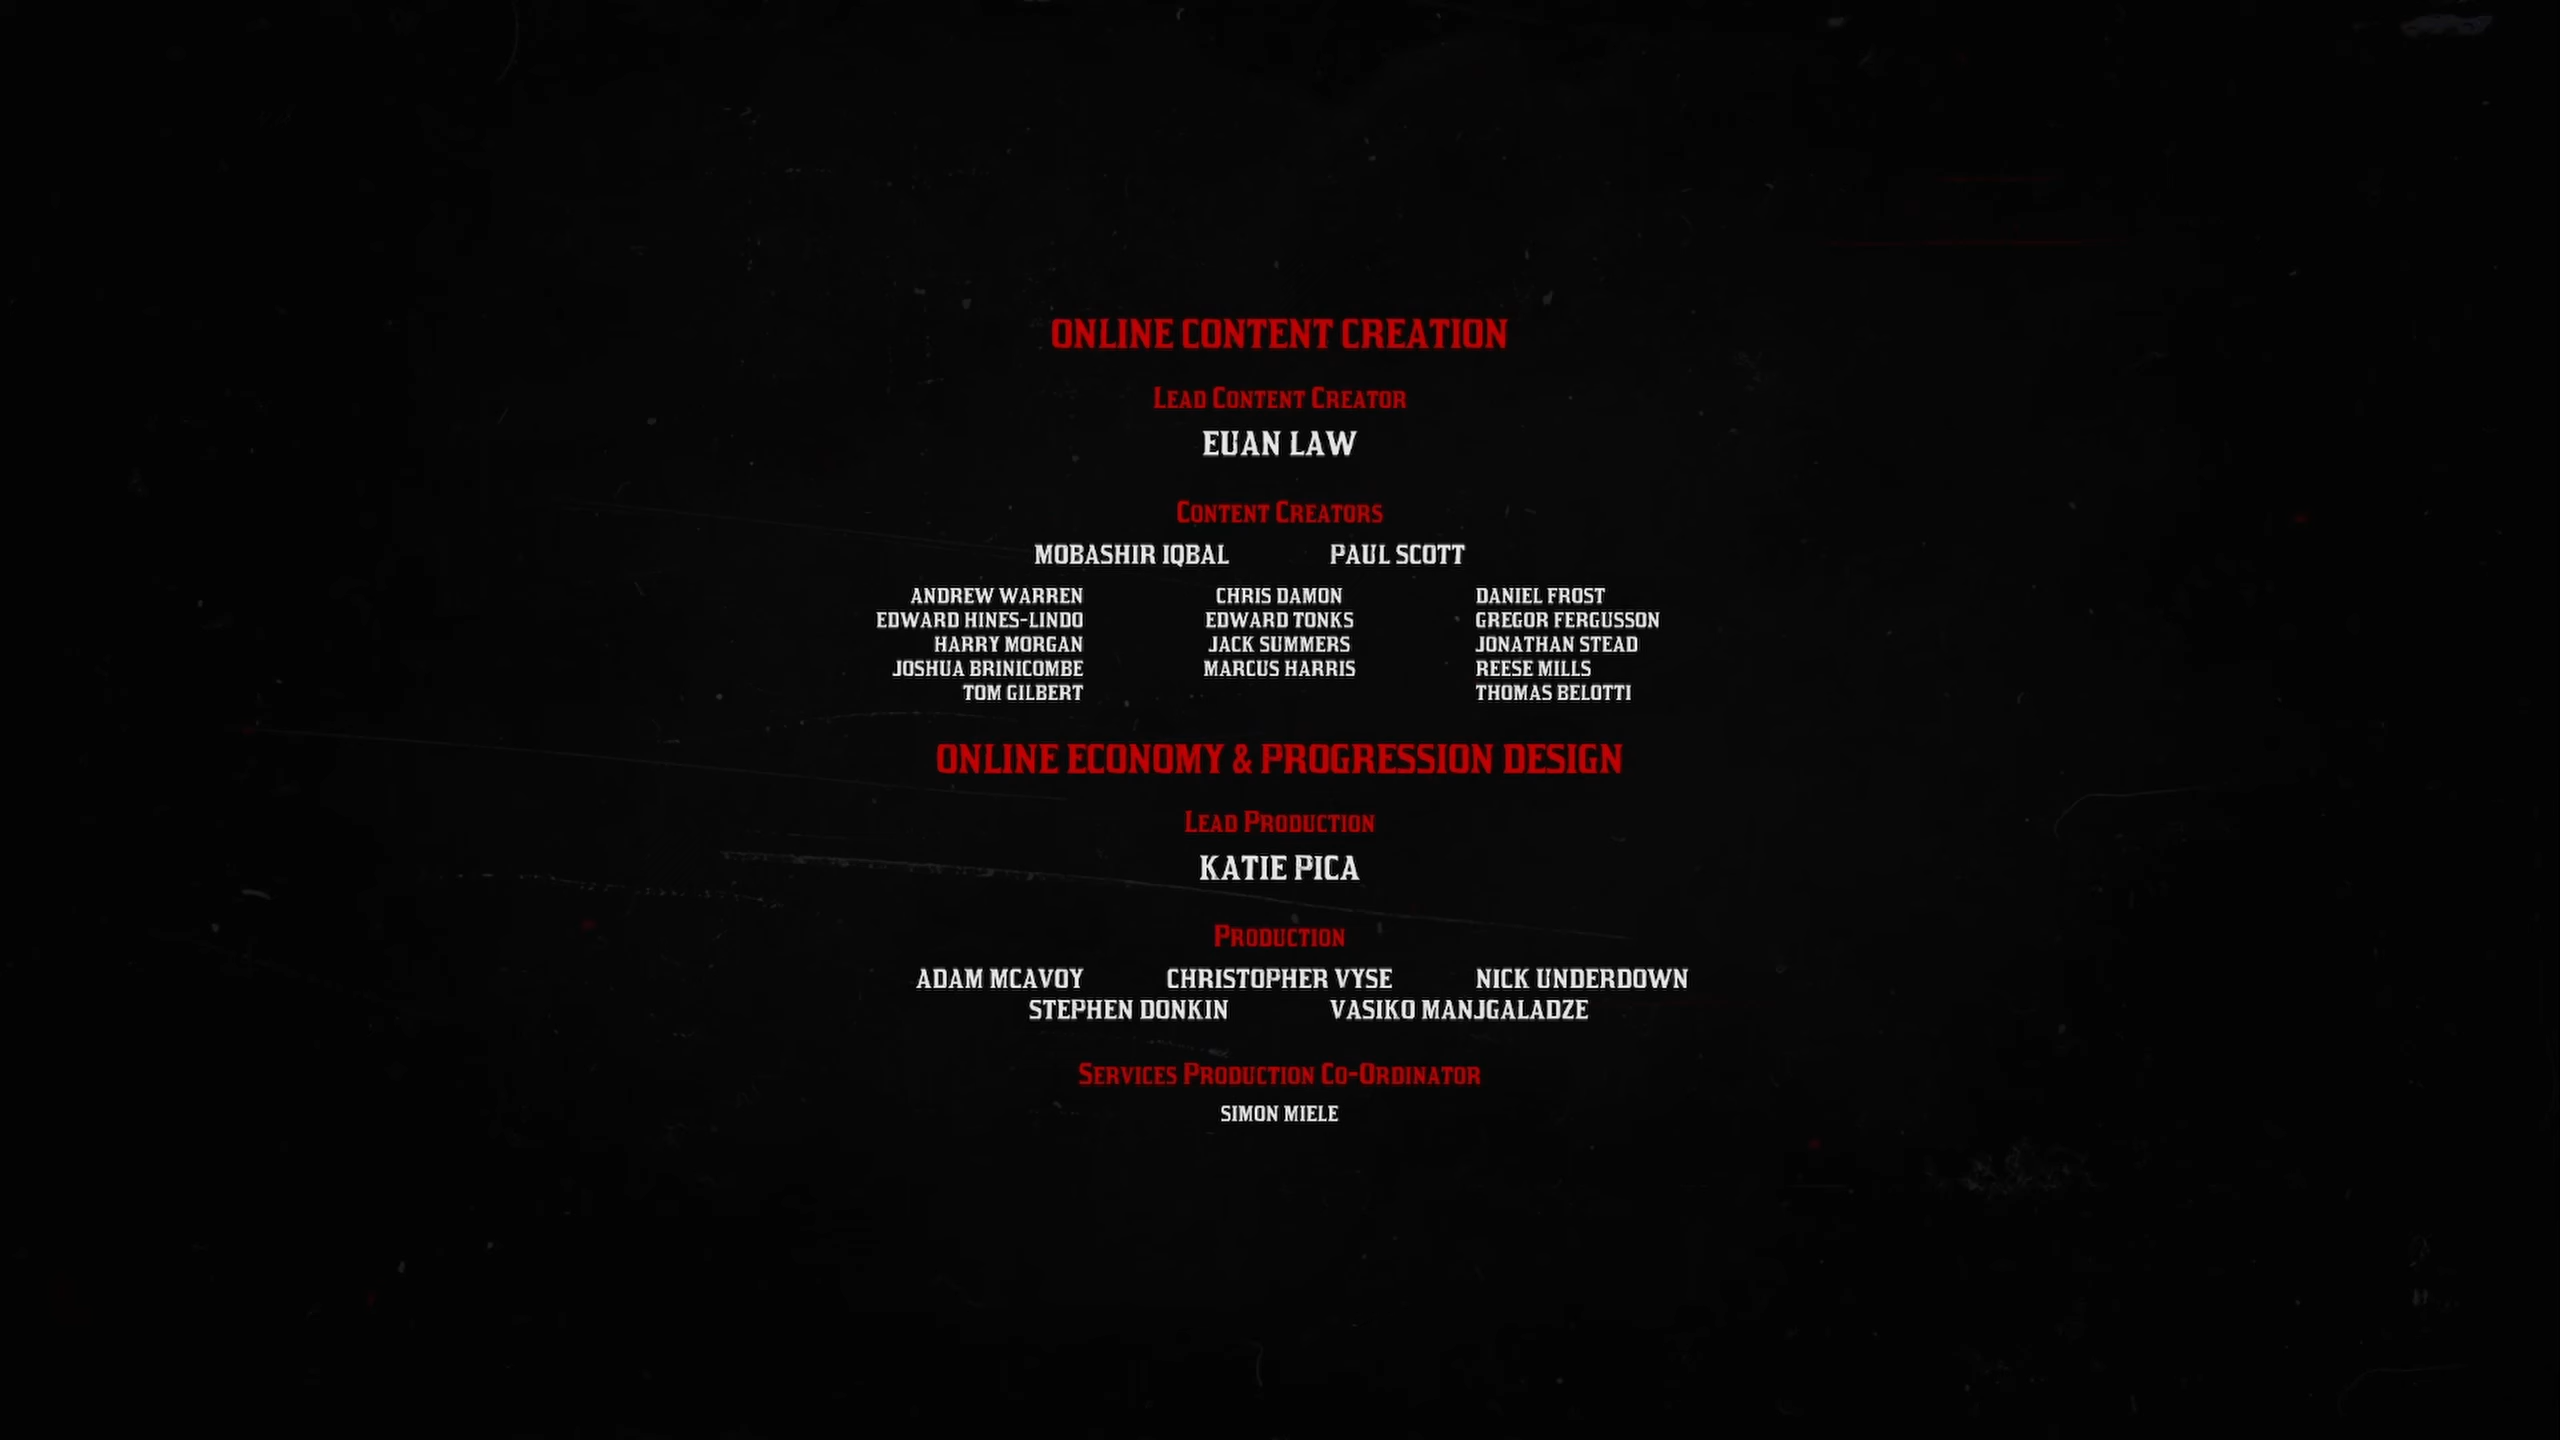 ONLINE CONTENT CREATION
LEAD CONTENT CREATOR
EUAN LAW
CONTENT CREATORS
MOBASHIR IQBAL PAUL SCOTT
ANDREW WARREN CHRIS DAMON DANIEL FROST
EDWARD HINES-LINDO EDWARD TONKS GREGOR FERGUSSON
HARRY MORGAN JACK SUMMERS JONATHAN STEAD
JOSHUA BRINICOMBE MARCUS HARRIS REESE MILLS
TOM GILBERT THOMAS BELOTTI
ONLINE ECONOMY & PROGRESSION DESIGN
LEAD PRODUCTION
KATIE PICA
PRODUCTION
ADAM MCAVOY CHRISTOPHER VYSE NICK UNDERDOWN
STEPHEN DONKIN VASIKO MANJGALADZE
SERVICES PRODUCTION CO-ORDINATOR
SIMON MIELE